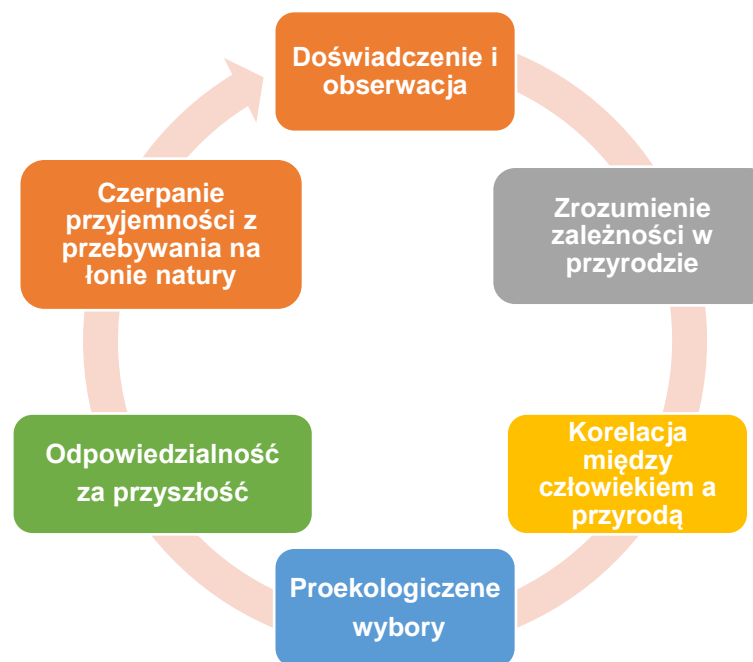 Doświadczenie i
obserwacja
Zrozumienie
zależności w
przyrodzie
Korelacja
między
człowiekiem a
przyrodą
Proekologiczene
wybory
Odpowiedzialność
za przyszłość
Czerpanie
przyjemności z
przebywania na
łonie natury